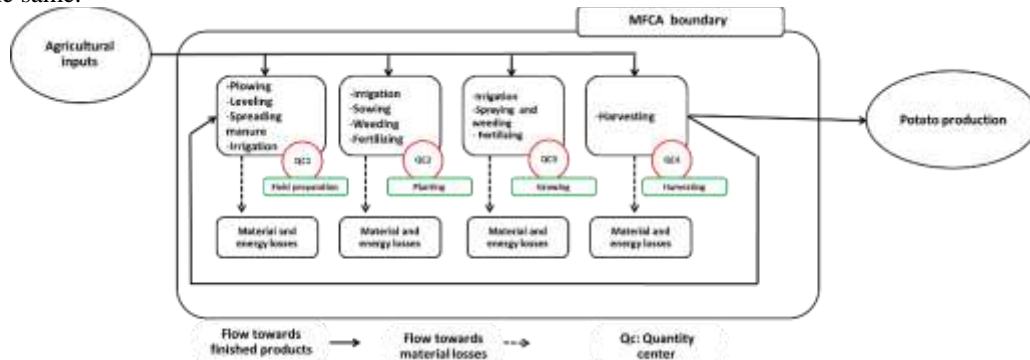 e same.
MFCA boundary
Agricultural
inputs
-Plowing
-Leveling
-Spreading
manure
-Irrigation
-Irrigation
-Sowing
-Weeding
-Fertilizing
-Irrigation
- Spraying and
weeding
- Fertilizing
-Harvesting
Potato production
QC1
QC2
QC3
QC4
Field preparation
Planting
Growing
Harvesting
Material and
energy losses
Material and
energy losses
Material and
energy losses
Material and
energy losses
Flow towards
finished products
Flow towards
material losses
Qc: Quantity
center